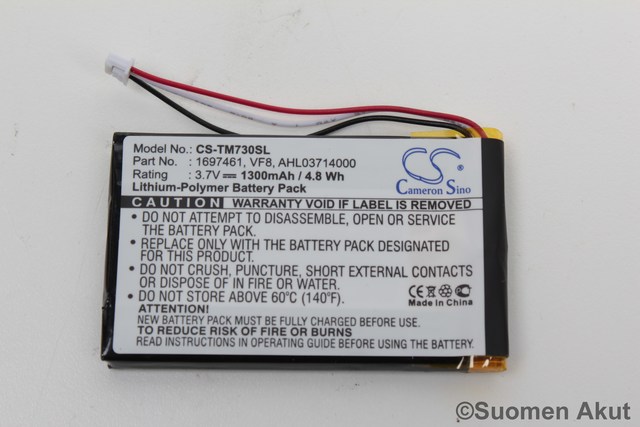 Model No.: CS-TM730SL
Part No. : 1697461, VF8, AHL03714000
Rating : 3.7V⎓ 1300mAh / 4.8 Wh
Lithium-Polymer Battery Pack
CS
Cameron Sino
CAUTION WARRANTY VOID IF LABEL IS REMOVED
• DO NOT ATTEMPT TO OPEN OR SERVICE
THE BATTERY PACK.
• REPLACE ONLY WITH THE BATTERY PACK DESIGNATED
FOR THIS PRODUCT.
• DO NOT CRUSH, PUNCTURE, SHORT EXTERNAL CONTACTS
OR DISPOSE OF IN FIRE OR WATER.
• DO NOT STORE ABOVE 60°C (140°F).
CE
Made in China
ATTENTION!
NEW BATTERY PACK MUST BE FULLY CHARGED BEFORE USE.
TO REDUCE RISK OF FIRE OR BURNS
READ INSTRUCTIONS IN OPERATING GUIDE BEFORE USING BATTERY.
©Suomen Akut